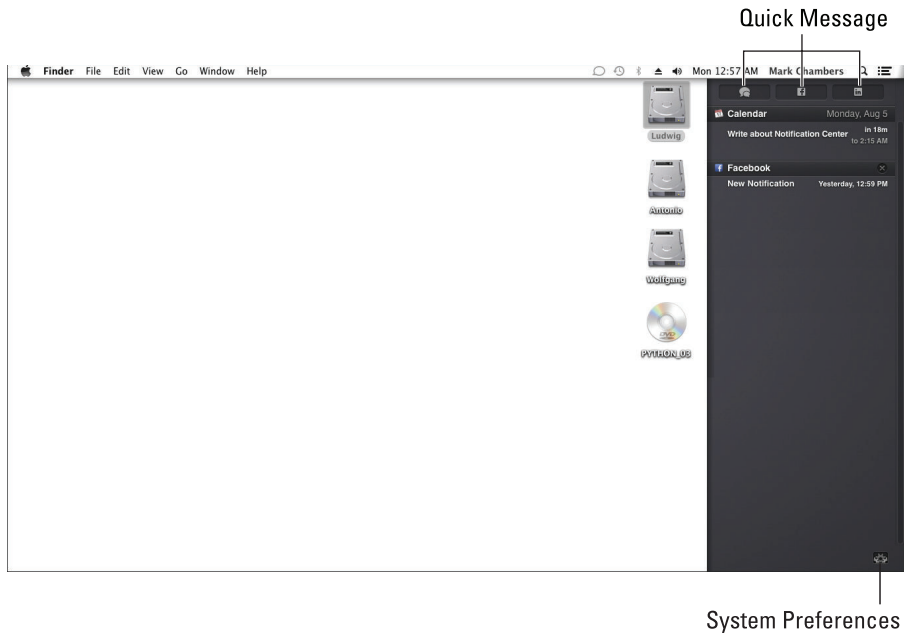 Quick Message
Finder File Edit View Go Window Help Mon 12:57 AM Mark Chambers
Calendar Monday, Aug 5
Write about Notification Center in 18m
to 2:15 AM
Facebook
New Notification Yesterday, 12:59 PM
Ludwig
Antonio
Wolfgang
DVD
PYTHON_03
System Preferences